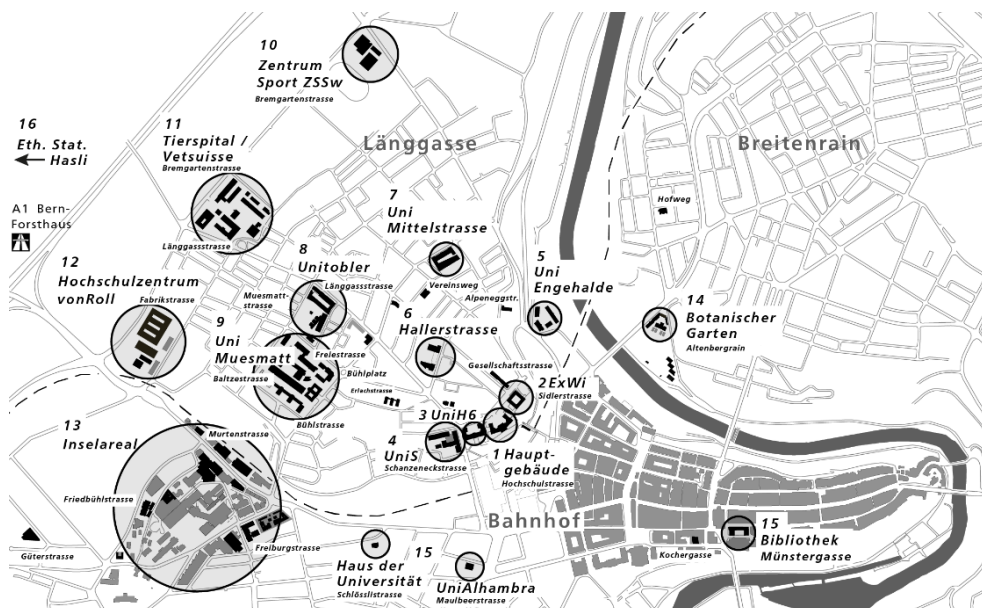 10
Zentrum
Sport ZSSw
Bremgartenstrasse
16
Eth. Stat.
Hasli
11
Tierspital /
Vetsuisse
Bremgartenstrasse
Länggasse
Breitenrain
A1 Bern-
Forsthaus
Länggassstrasse
7
Uni
Mittelstrasse
Vereinsweg
Hofweg
12
Hochschulzentrum
vonRoll
Fabrikstrasse
8
Unitobler
Länggassstrasse
Muesmatt-
strasse
5
Uni
Engehalde
Alpeneggstr.
14
Botanischer
Garten
Altenbergrain
9
Uni
Muesmatt
Baltzestrasse
Freiestrasse
Bühlplatz
Bühlstrasse
Erlachstrasse
6
Hallerstrasse
Gesellschaftsstrasse
2 ExWi
Sidlerstrasse
3 UniH6
4
UniS
Schanzeneckstrasse
1 Haupt-
gebäude
Hochschulstrasse
13
Inselareal
Murtenstrasse
Friedbühlstrasse
Freiburgstrasse
Güterstrasse
Bahnhof
Haus der
Universität
Schlösslistrasse
15
UniAlhambra
Maulbeerstrasse
Kochergasse
15
Bibliothek
Münstergasse